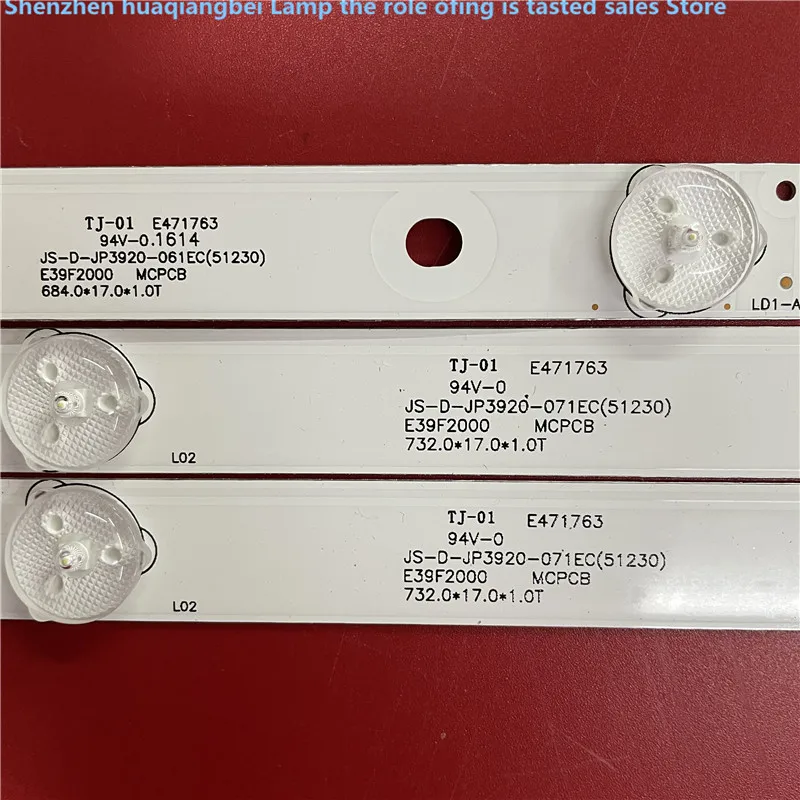 Shenzhen huaqiangbei Lamp the role ofing is tasted sales Store
TJ-01 E471763
94V-0.1614
JS-D-JP3920-061EC(51230)
E39F2000 MCPCB
684.0*17.0*1.0T
LD1-A
TJ-01 E471763
94V-0
JS-D-JP3920-071EC(51230)
E39F2000 MCPCB
732.0*17.0*1.0T
L02
TJ-01 E471763
94V-0
JS-D-JP3920-071EC(51230)
E39F2000 MCPCB
732.0*17.0*1.0T
L02